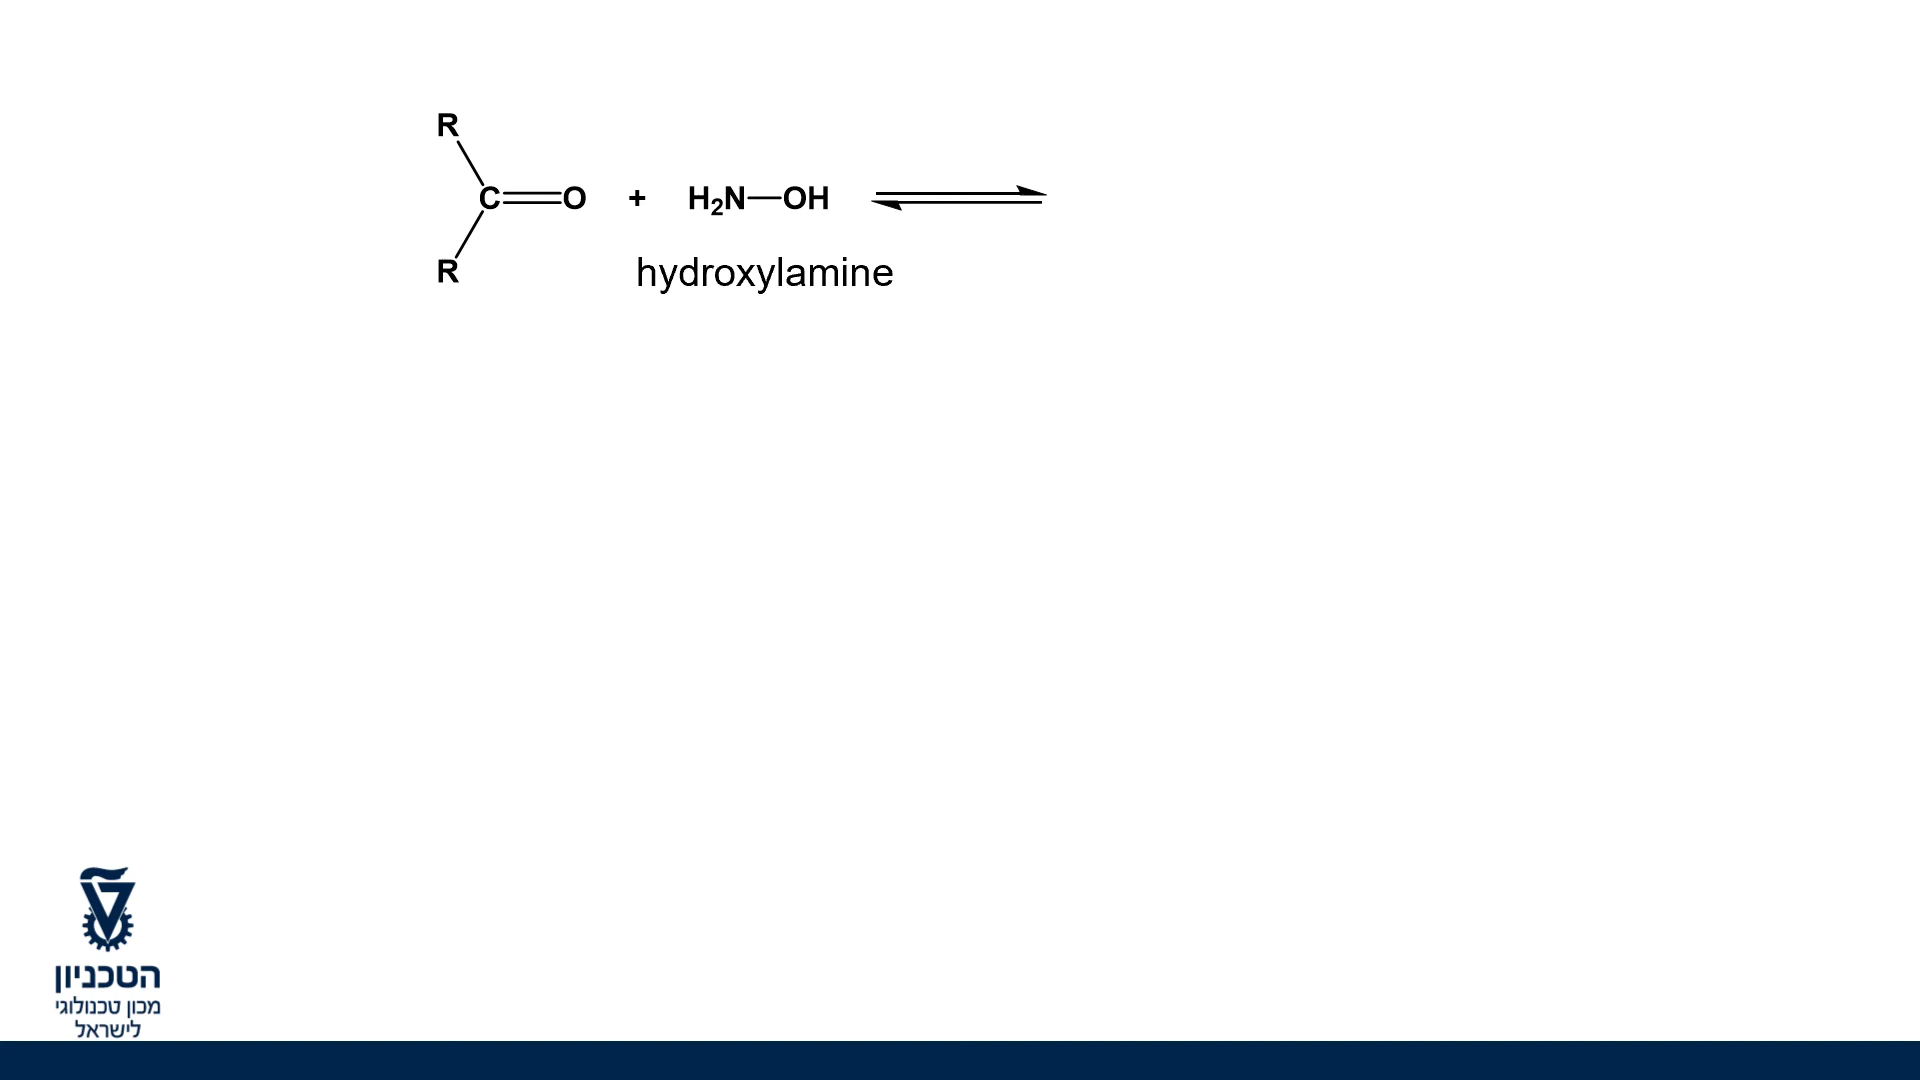 R
C=O + H₂N—OH ⇌
R
hydroxylamine
הטכניון
מכון טכנולוגי
לישראל